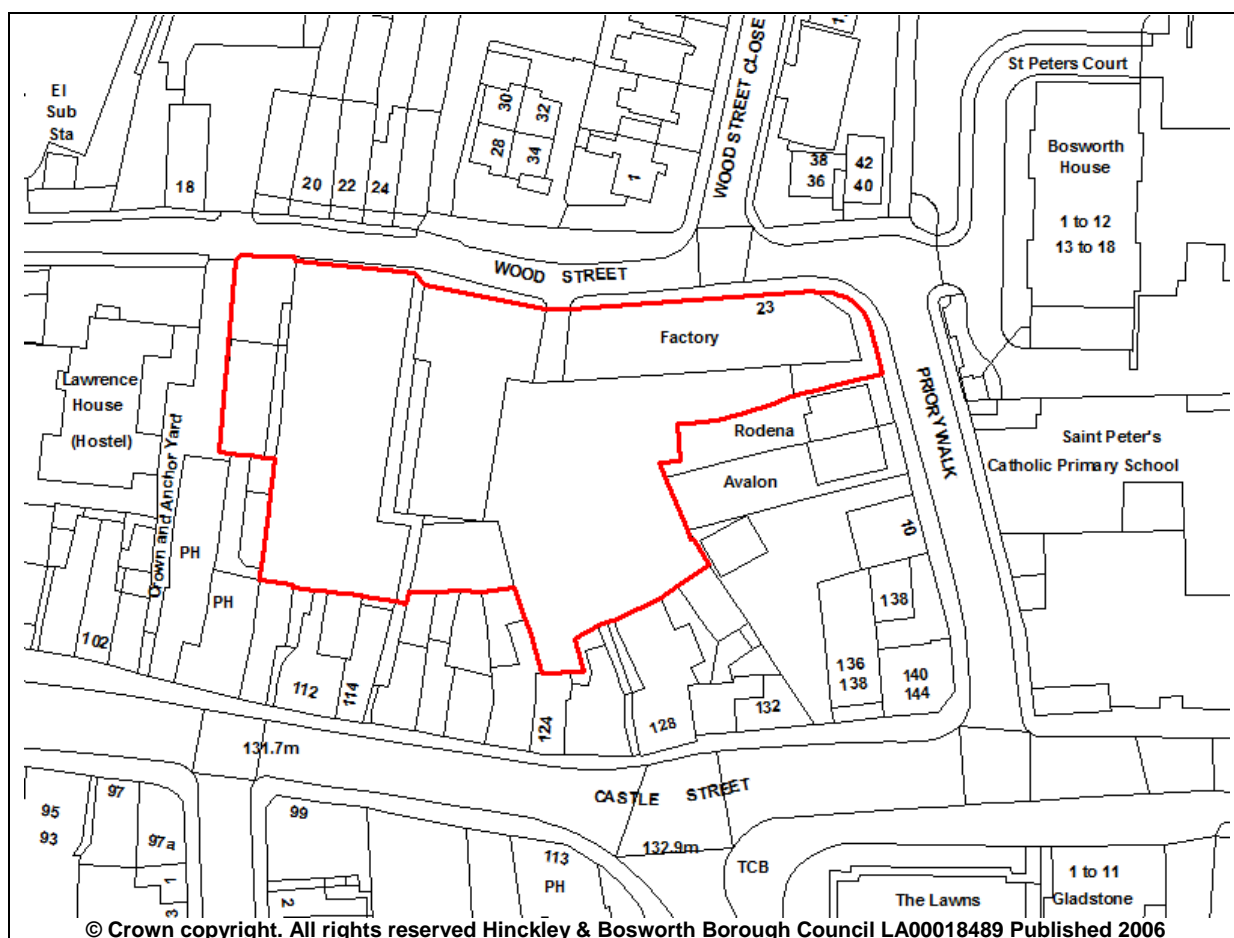 St Peters Court
El
Sub
Sta
18
20
22
24
30
32
28
34
1
WOOD STREET CLOSE
38
36
42
40
Bosworth
House
1 to 12
13 to 18
WOOD STREET
23
Factory
Lawrence
House
(Hostel)
Crown and Anchor Yard
PH
PH
Rodena
Avalon
PRIORY WALK
Saint Peter's
Catholic Primary School
10
138
136
138
140
144
102
112
114
124
128
132
131.7m
CASTLE STREET
132.9m
95
93
97
97a
1
3
99
2
113
PH
TCB
The Lawns
1 to 11
Gladstone
© Crown copyright. All rights reserved Hinckley & Bosworth Borough Council LA00018489 Published 2006